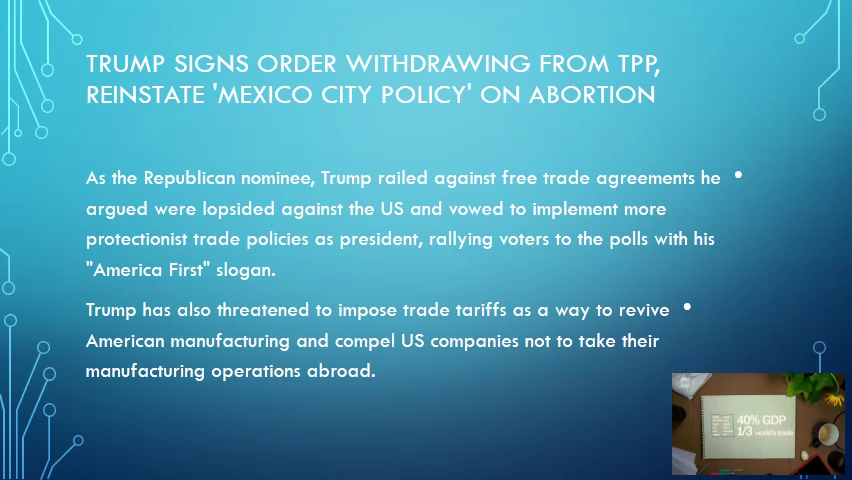 TRUMP SIGNS ORDER WITHDRAWING FROM TPP,
REINSTATE 'MEXICO CITY POLICY' ON ABORTION
As the Republican nominee, Trump railed against free trade agreements he •
argued were lopsided against the US and vowed to implement more
protectionist trade policies as president, rallying voters to the polls with his
"America First" slogan.
Trump has also threatened to impose trade tariffs as a way to revive •
American manufacturing and compel US companies not to take their
manufacturing operations abroad.
40% GDP
1/3 world's trade